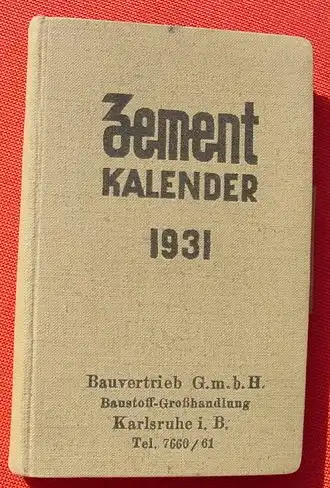 Zement
KALENDER
1931
Bauvertrieb G.m.b.H.
Baustoff-Großhandlung
Karlsruhe i. B.
Tel. 7660/61